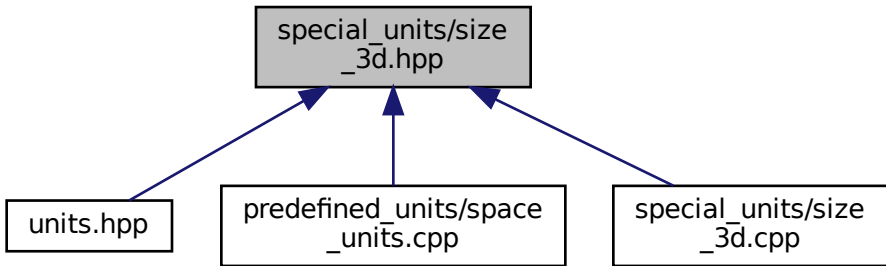 special_units/size
_3d.hpp
units.hpp
predefined_units/space
_units.cpp
special_units/size
_3d.cpp